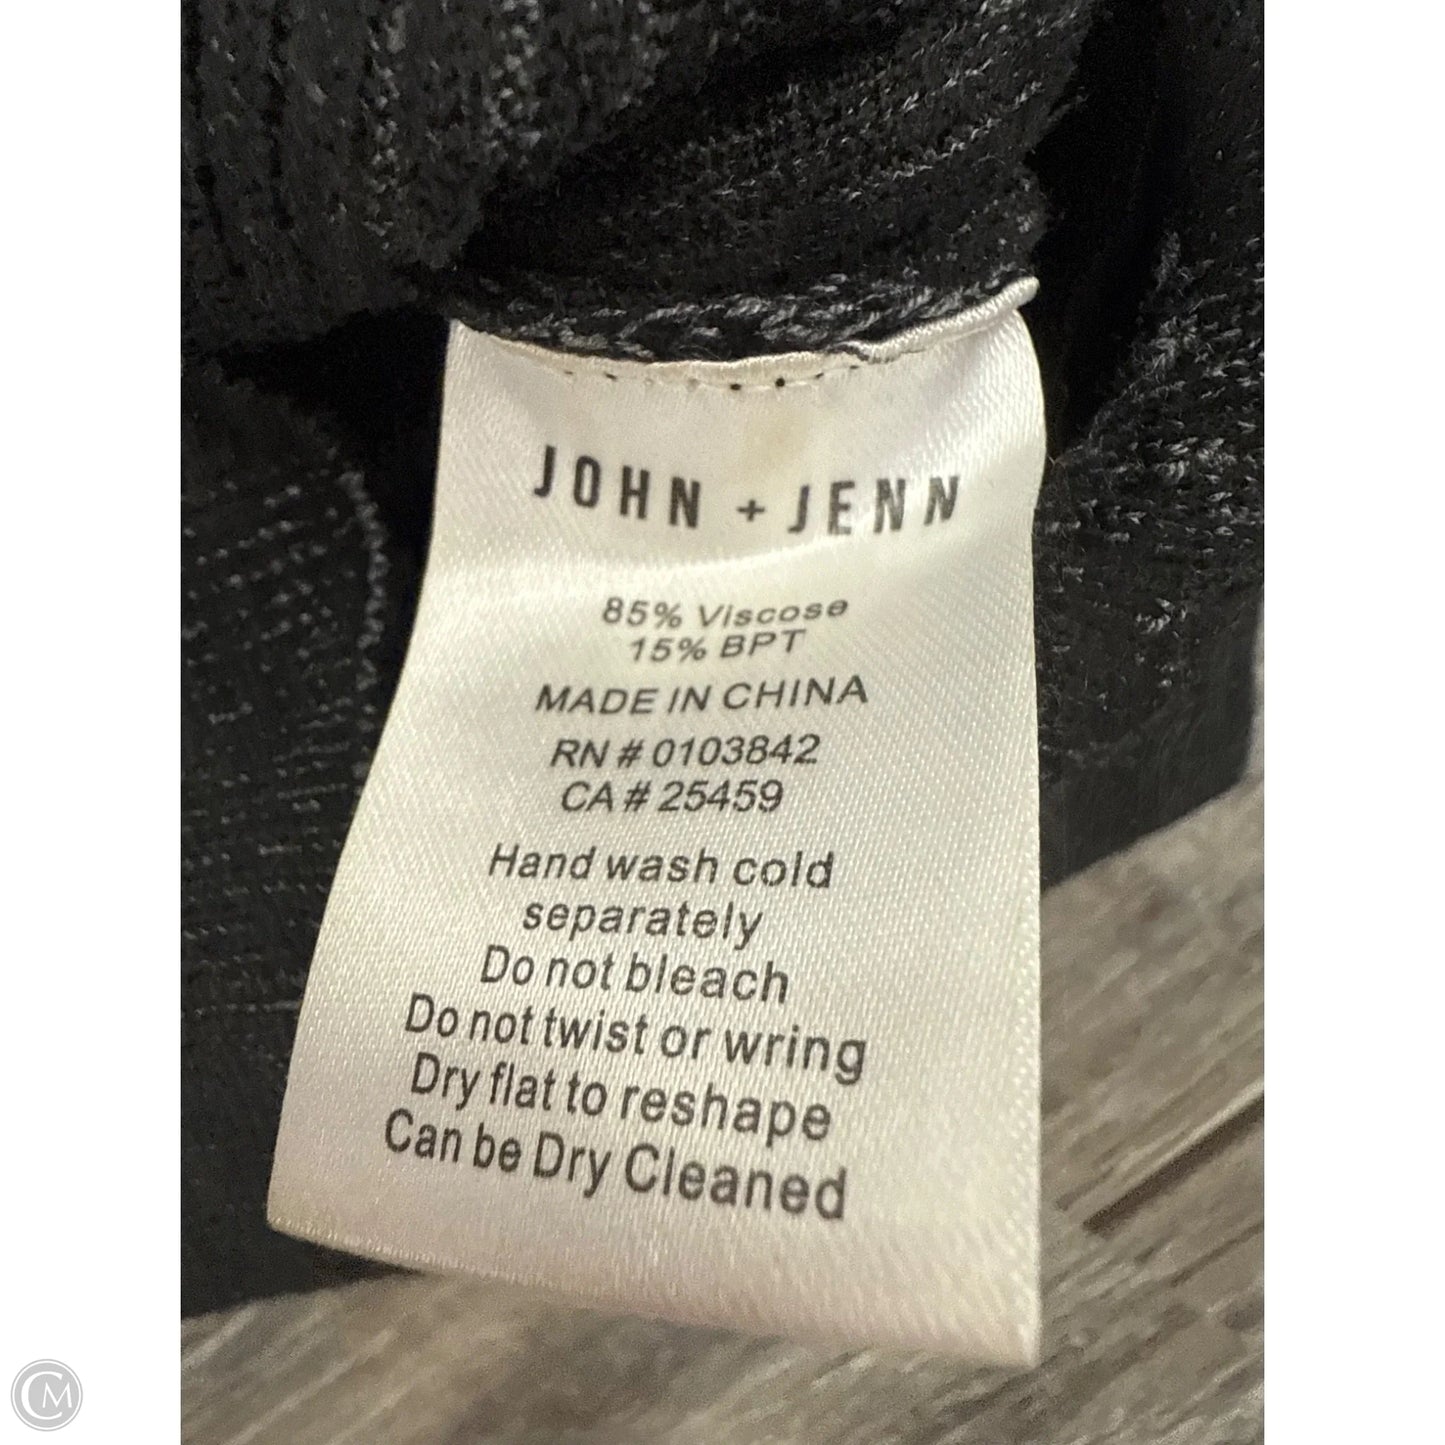 JOHN + JENN
85% Viscose
15% BPT
MADE IN CHINA
RN # 0103842
CA # 25459
Hand wash cold
separately
Do not bleach
Do not twist or wring
Dry flat to reshape
Can be Dry Cleaned
CM